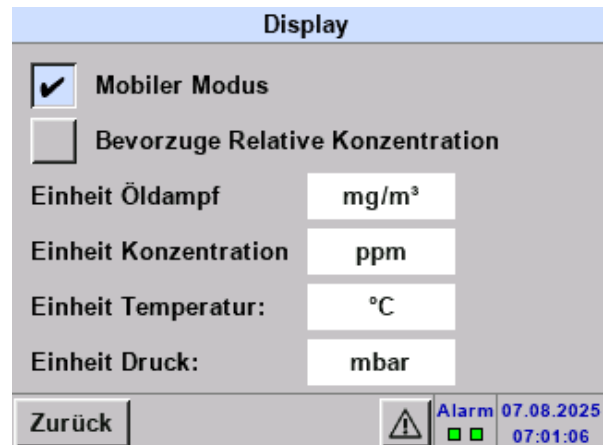 Display
Mobiler Modus
Bevorzuge Relative Konzentration
Einheit Öldampf mg/m³
Einheit Konzentration ppm
Einheit Temperatur: °C
Einheit Druck: mbar
Zurück Alarm 07.08.2025
07:01:06